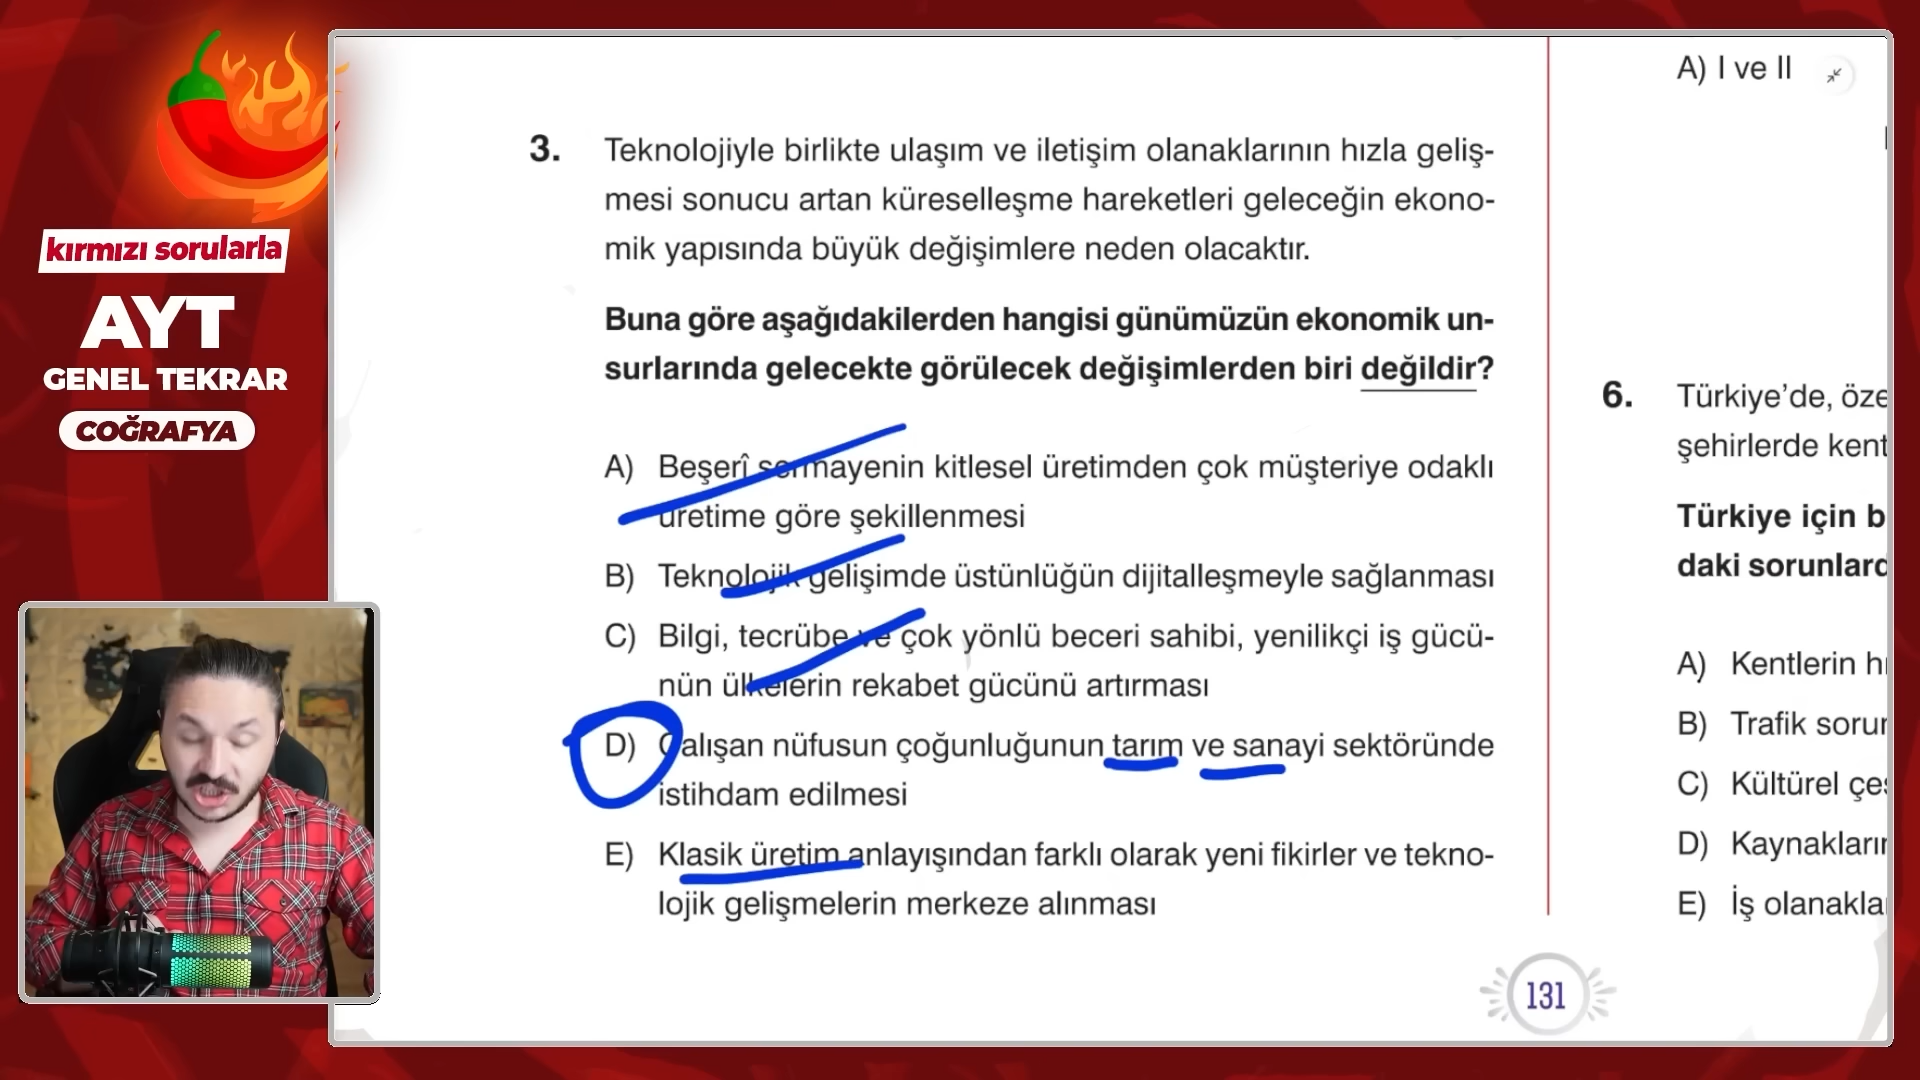 kırmızı sorularla
AYT
GENEL TEKRAR
COĞRAFYA
3. Teknolojiyle birlikte ulaşım ve iletişim olanaklarının hızla geliş-
mesi sonucu artan küreselleşme hareketleri geleceğin ekono-
mik yapısında büyük değişimlere neden olacaktır.
Buna göre aşağıdakilerden hangisi günümüzün ekonomik un-
surlarında gelecekte görülecek değişimlerden biri değildir?
A) Beşerî sermayenin kitlesel üretimden çok müşteriye odaklı
üretime göre şekillenmesi
B) Teknolojik gelişimde üstünlüğün dijitalleşmeyle sağlanması
C) Bilgi, tecrübe ve çok yönlü beceri sahibi, yenilikçi iş gücü-
nün ülkelerin rekabet gücünü artırması
D) Çalışan nüfusun çoğunluğunun tarım ve sanayi sektöründe
istihdam edilmesi
E) Klasik üretim anlayışından farklı olarak yeni fikirler ve tekno-
lojik gelişmelerin merkeze alınması
131
A) I ve II
6. Türkiye'de, öze
şehirlerde kent
Türkiye için b
daki sorunlard
A) Kentlerin
B) Trafik sorun
C) Kültürel çeş
D) Kaynakların
E) İş olanakla